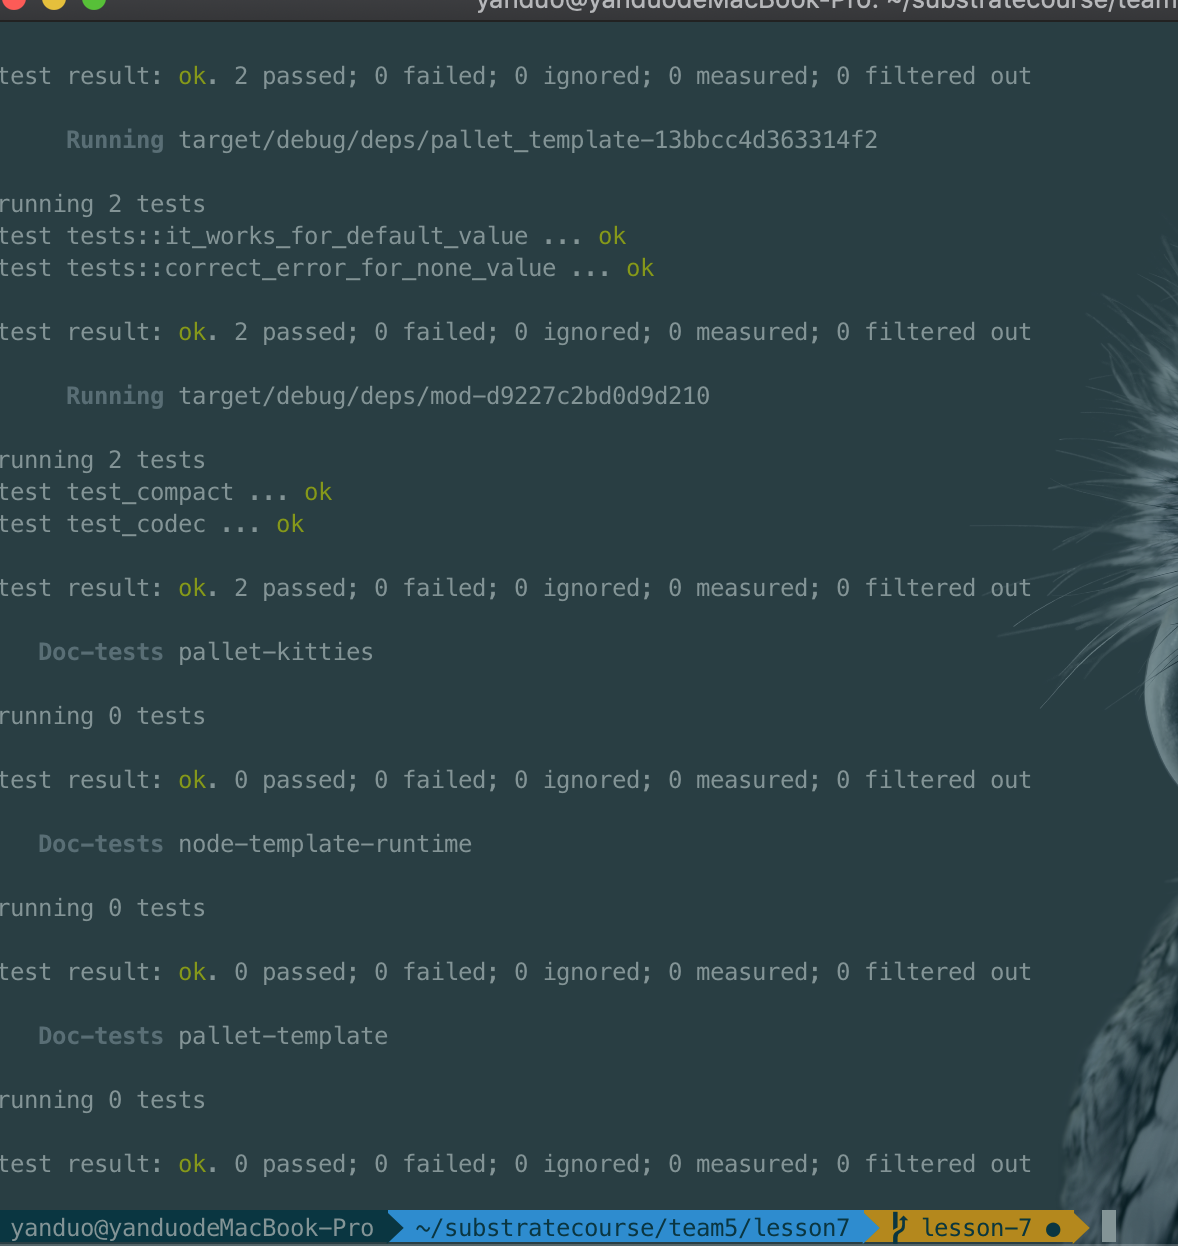 yanduo@yanduodeMacBook-Pro: ~/substratecourse/team
test result: ok. 2 passed; 0 failed; 0 ignored; 0 measured; 0 filtered out
Running target/debug/deps/pallet_template-13bbcc4d363314f2
running 2 tests
test tests::it_works_for_default_value ... ok
test tests::correct_error_for_none_value ... ok
test result: ok. 2 passed; 0 failed; 0 ignored; 0 measured; 0 filtered out
Running target/debug/deps/mod-d9227c2bd0d9d210
running 2 tests
test test_compact ... ok
test test_codec ... ok
test result: ok. 2 passed; 0 failed; 0 ignored; 0 measured; 0 filtered out
Doc-tests pallet-kitties
running 0 tests
test result: ok. 0 passed; 0 failed; 0 ignored; 0 measured; 0 filtered out
Doc-tests node-template-runtime
running 0 tests
test result: ok. 0 passed; 0 failed; 0 ignored; 0 measured; 0 filtered out
Doc-tests pallet-template
running 0 tests
test result: ok. 0 passed; 0 failed; 0 ignored; 0 measured; 0 filtered out
yanduo@yanduodeMacBook-Pro ~/substratecourse/team5/lesson7 lesson-7 ●